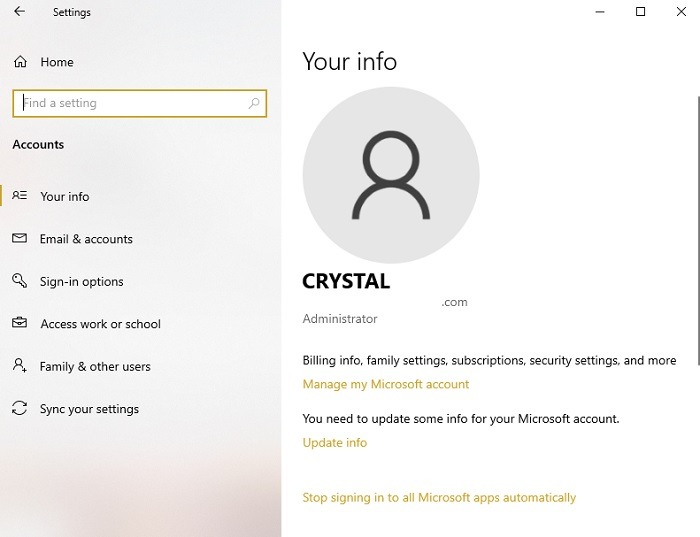 Settings
Home
Find a setting
Accounts
Your info
Email & accounts
Sign-in options
Access work or school
Family & other users
Sync your settings
Your info
CRYSTAL
.com
Administrator
Billing info, family settings, subscriptions, security settings, and more
Manage my Microsoft account
You need to update some info for your Microsoft account.
Update info
Stop signing in to all Microsoft apps automatically